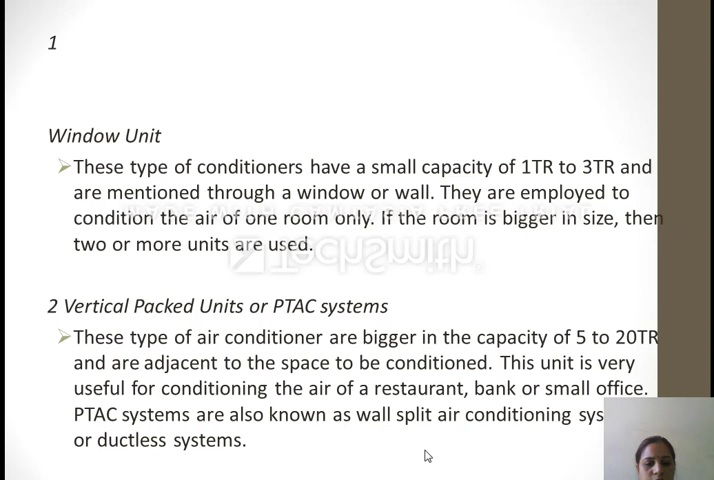 1
Window Unit
These type of conditioners have a small capacity of 1TR to 3TR and
are mentioned through a window or wall. They are employed to
condition the air of one room only. If the room is bigger in size, then
two or more units are used.
TechSmith
2 Vertical Packed Units or PTAC systems
These type of air conditioner are bigger in the capacity of 5 to 20TR
and are adjacent to the space to be conditioned. This unit is very
useful for conditioning the air of a restaurant, bank or small office.
PTAC systems are also known as wall split air conditioning sys
or ductless systems.